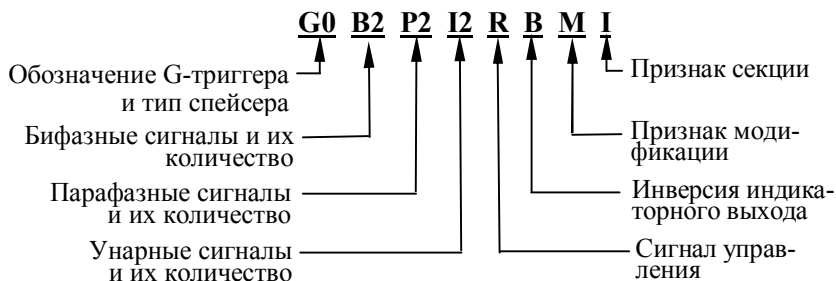 G0 B2 P2 I2 R B M I
Обозначение G-триггера
и тип спейсера
Бифазные сигналы и их
количество
Парафазные сигналы
и их количество
Унарные сигналы
и их количество
Признак секции
Признак моди-
фикации
Инверсия индика-
торного выхода
Сигнал управ-
ления